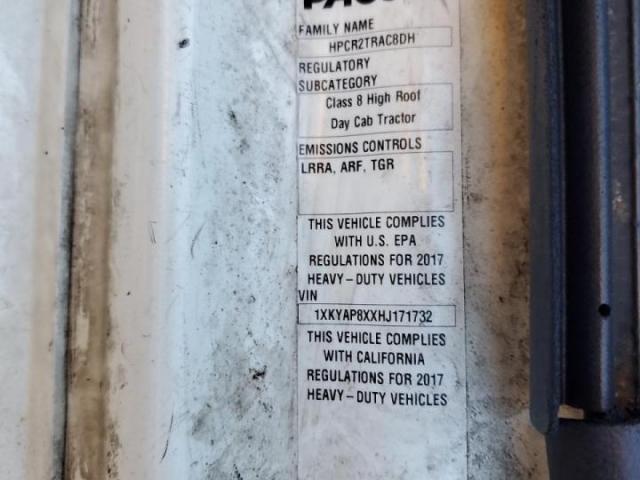 FAMILY NAME
HPCR2TRAC8DH
REGULATORY
SUBCATEGORY
Class 8 High Roof
Day Cab Tractor
EMISSIONS CONTROLS
LRRA, ARF, TGR
THIS VEHICLE COMPLIES
WITH U.S. EPA
REGULATIONS FOR 2017
HEAVY-DUTY VEHICLES
VIN
1XKYAP8XXHJ171732
THIS VEHICLE COMPLIES
WITH CALIFORNIA
REGULATIONS FOR 2017
HEAVY-DUTY VEHICLES